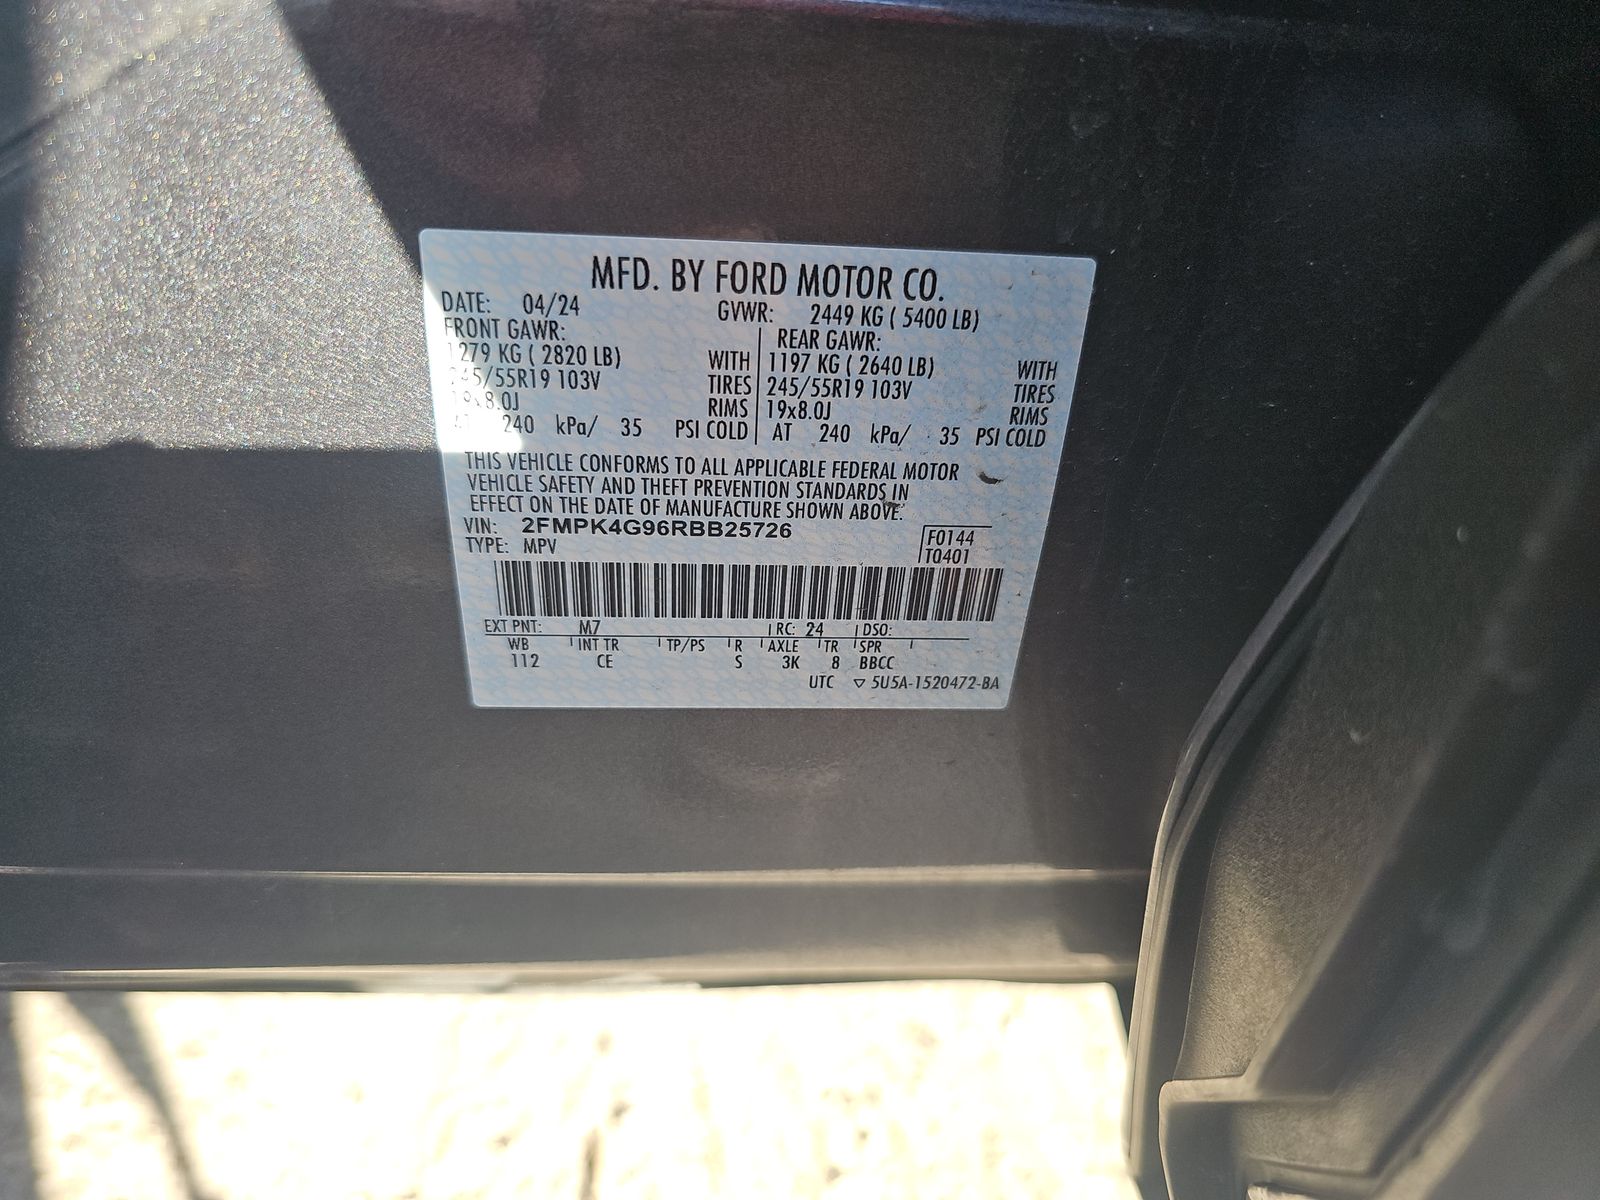 MFD. BY FORD MOTOR CO.
DATE: 04/24 GVWR: 2449 KG ( 5400 LB)
FRONT GAWR: REAR GAWR:
1279 KG ( 2820 LB) WITH 1197 KG ( 2640 LB) WITH
245/55R19 103V TIRES 245/55R19 103V TIRES
19x8.0J RIMS 19x8.0J RIMS
AT 240 kPa/ 35 PSI COLD AT 240 kPa/ 35 PSI COLD
THIS VEHICLE CONFORMS TO ALL APPLICABLE FEDERAL MOTOR
VEHICLE SAFETY AND THEFT PREVENTION STANDARDS IN
EFFECT ON THE DATE OF MANUFACTURE SHOWN ABOVE.
VIN: 2FMPK4G96RBB25726 F0144
TYPE: MPV T0401
EXT PNT: M7 RC: 24 DSO:
WB INT TR TP/PS R AXLE TR SPR
112 CE S 3K 8 BBCC
UTC ▽ 5U5A-1520472-BA